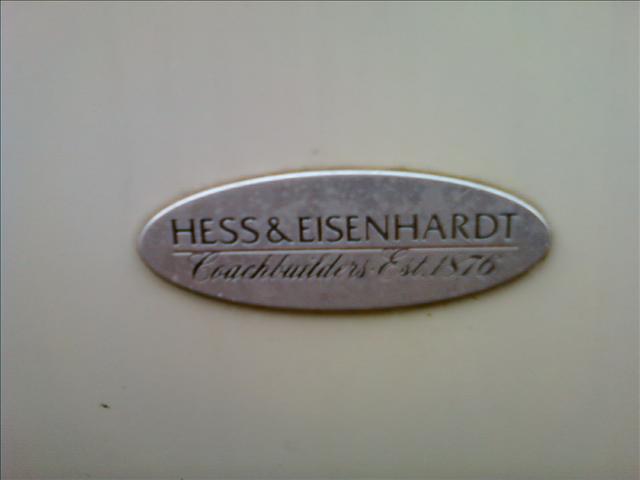 HESS & EISENHARDT
Coachbuilders Est. 1876